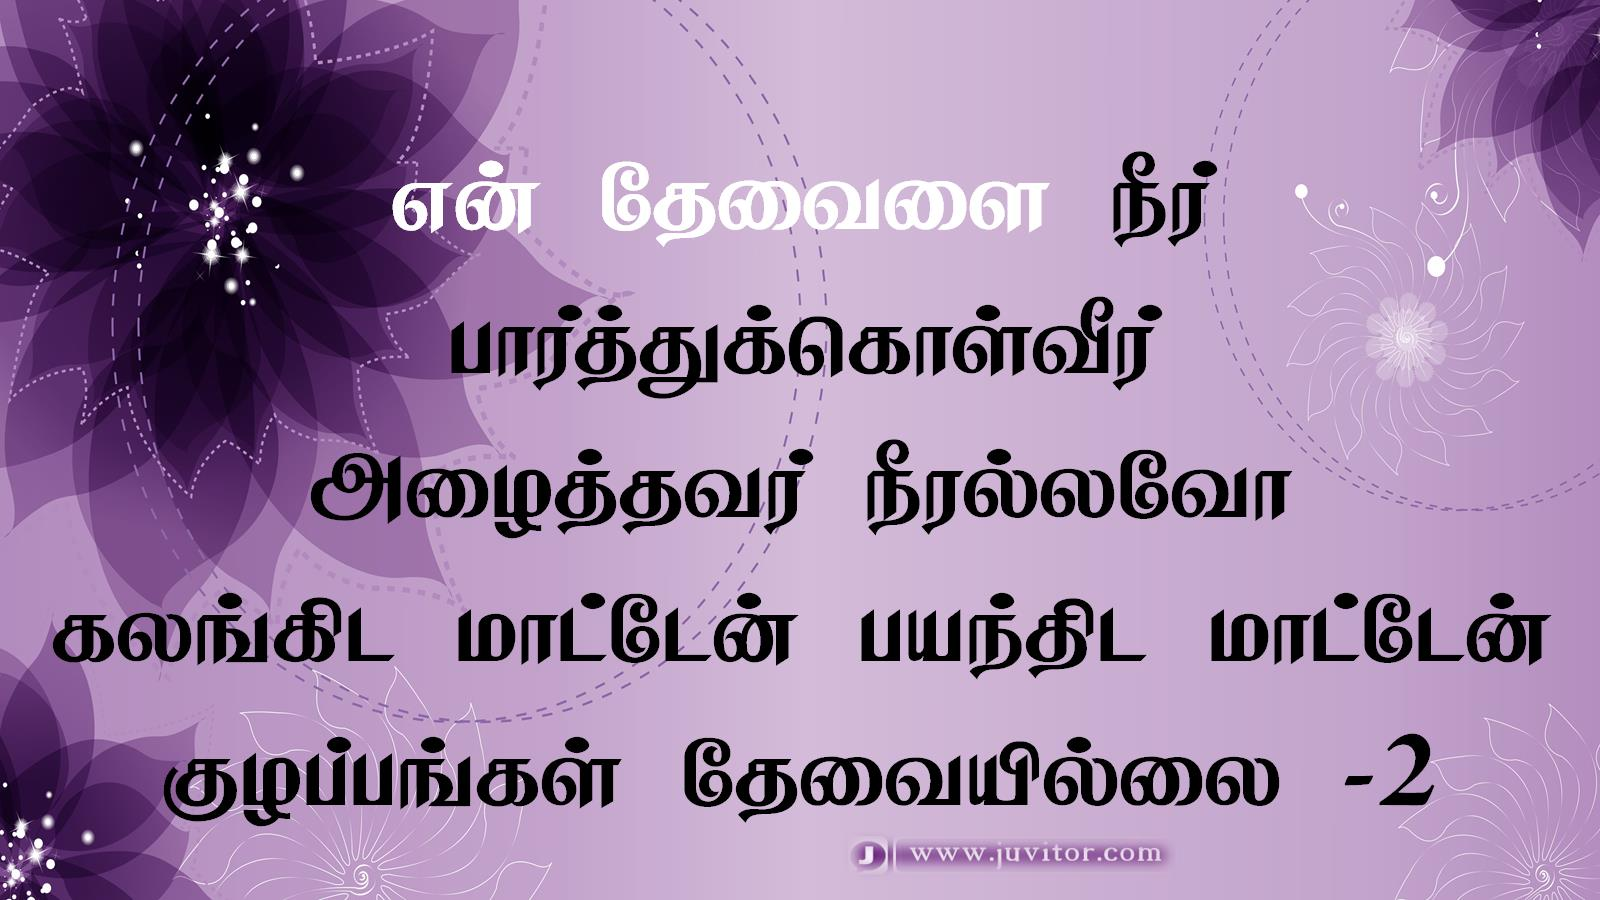 என் தேவைளை நீர்
பார்த்துக்கொள்வீர்
அழைத்தவர் நீரல்லவோ
கலங்கிட மாட்டேன் பயந்திட மாட்டேன்
குழப்பங்கள் தேவையில்லை -2
J www.juvitor.com